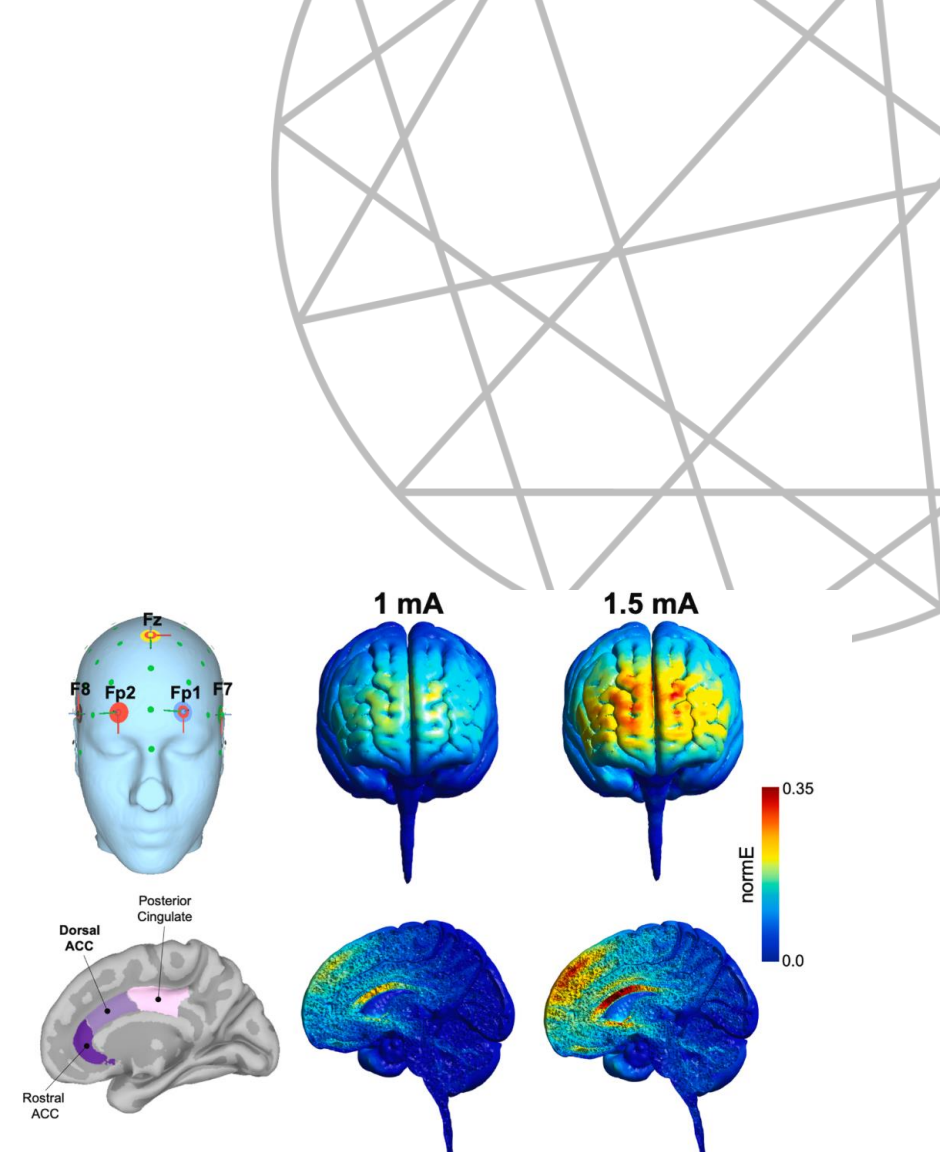 1 mA
1.5 mA
Fz
F8
Fp2
Fp1
F7
0.35
normE
0.0
Posterior
Cingulate
Dorsal
ACC
Rostral
ACC